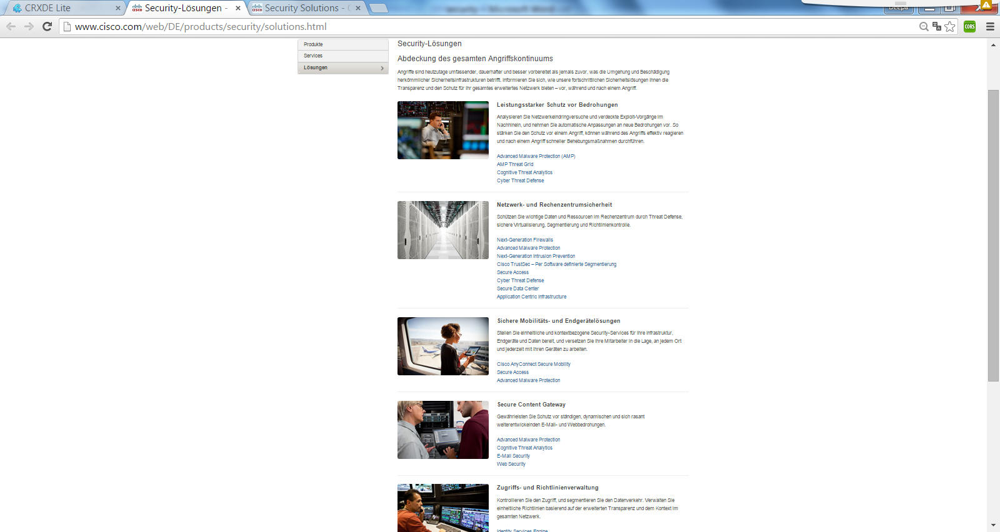 CRXDE Lite
Security-Lösungen -
Security Solutions -
Deepa
www.cisco.com/web/DE/products/security/solutions.html
CORS
Produkte
Services
Lösungen
Security-Lösungen
Abdeckung des gesamten Angriffskontinuums
Angriffe sind heutzutage umfassender, dauerhafter und besser vorbereitet als jemals zuvor, was die Umgehung und Beschädigung
herkömmlicher Sicherheitsinfrastrukturen betrifft. Informieren Sie sich, wie unsere fortschrittlichen Sicherheitslösungen Ihnen die
Transparenz und den Schutz für Ihr gesamtes erweitertes Netzwerk bieten – vor, während und nach einem Angriff.
Leistungsstarker Schutz vor Bedrohungen
Analysieren Sie Netzwerkeindringversuche und verdeckte Exploit-Vorgänge im
Nachhinein, und nehmen Sie automatische Anpassungen an neue Bedrohungen vor. So
stärken Sie den Schutz vor einem Angriff, können während des Angriffs effektiv reagieren
und nach einem Angriff schneller Behebungsmaßnahmen durchführen.
Advanced Malware Protection (AMP)
AMP Threat Grid
Cognitive Threat Analytics
Cyber Threat Defense
Netzwerk- und Rechenzentrumsicherheit
Schützen Sie wichtige Daten und Ressourcen im Rechenzentrum durch Threat Defense,
sichere Virtualisierung, Segmentierung und Richtlinienkontrolle.
Next-Generation Firewalls
Advanced Malware Protection
Next-Generation Intrusion Prevention
Cisco TrustSec – Per Software definierte Segmentierung
Secure Access
Cyber Threat Defense
Secure Data Center
Application Centric Infrastructure
Sichere Mobilitäts- und Endgerätelösungen
Stellen Sie einheitliche und kontextbezogene Security-Services für Ihre Infrastruktur,
Endgeräte und Daten bereit, und versetzen Sie Ihre Mitarbeiter in die Lage, an jedem Ort
und jederzeit mit ihren Geräten zu arbeiten.
Cisco AnyConnect Secure Mobility
Secure Access
Advanced Malware Protection
Secure Content Gateway
Gewährleisten Sie Schutz vor ständigen, dynamischen und sich rasant
weiterentwickelnden E-Mail- und Webbedrohungen.
Advanced Malware Protection
Cognitive Threat Analytics
E-Mail Security
Web Security
Zugriffs- und Richtlinienverwaltung
Kontrollieren Sie den Zugriff, und segmentieren Sie den Datenverkehr. Verwalten Sie
einheitliche Richtlinien basierend auf der erweiterten Transparenz und dem Kontext im
gesamten Netzwerk.
Identity Services Engine